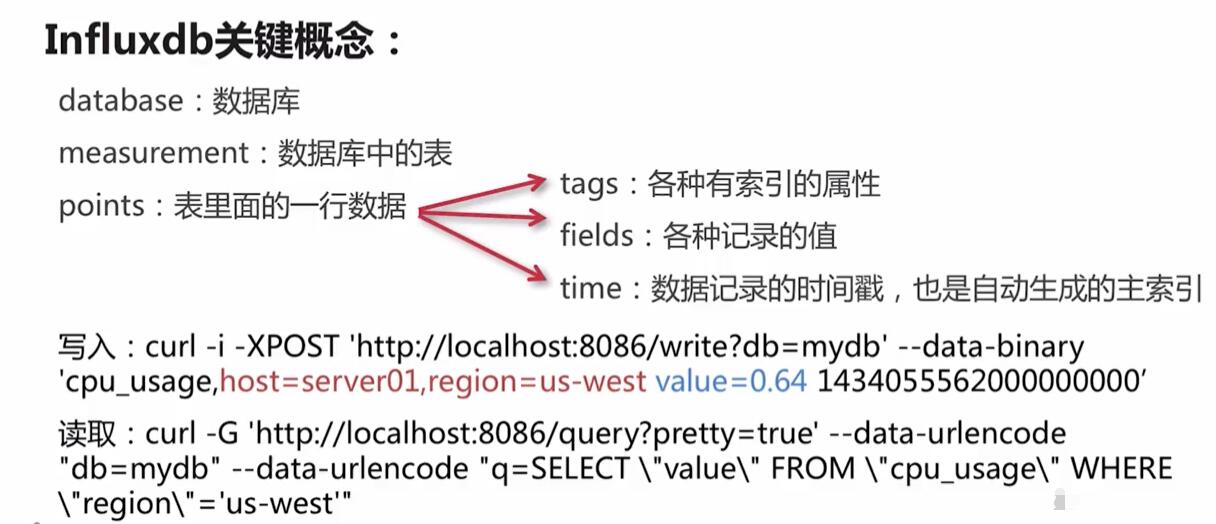 Influxdb关键概念：
database：数据库
measurement：数据库中的表
points：表里面的一行数据
tags：各种有索引的属性
fields：各种记录的值
time：数据记录的时间戳，也是自动生成的主索引
写入：curl -i -XPOST 'http://localhost:8086/write?db=mydb' --data-binary
'cpu_usage,host=server01,region=us-west value=0.64 1434055562000000000’
读取：curl -G 'http://localhost:8086/query?pretty=true' --data-urlencode
"db=mydb" --data-urlencode "q=SELECT \"value\" FROM \"cpu_usage\" WHERE
\"region\"='us-west'"